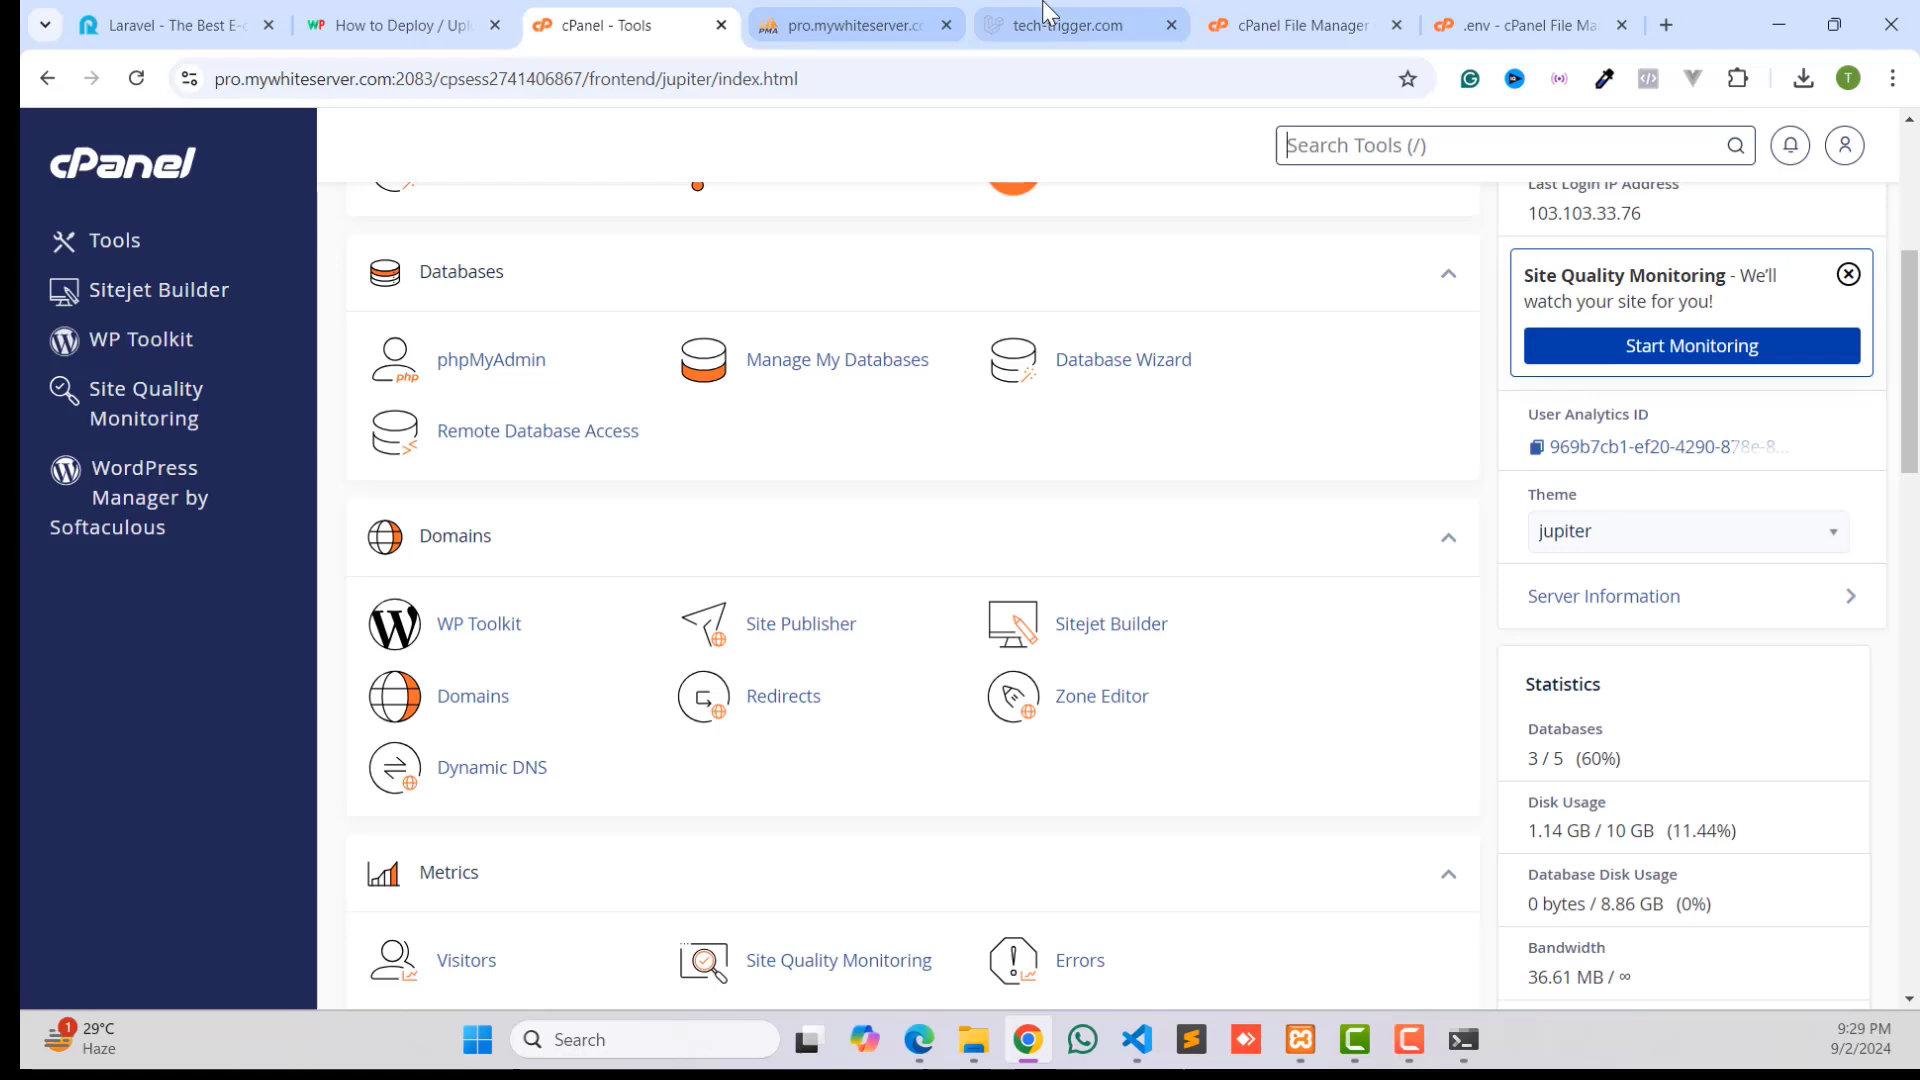 Laravel - The Best E-c
How to Deploy / Upl
cPanel - Tools
pro.mywhiteserver.co
tech-trigger.com
cPanel File Manager
.env - cPanel File Ma
pro.mywhiteserver.com:2083/cpsess2741406867/frontend/jupiter/index.html
T
cPanel
Search Tools (/)
Tools
Sitejet Builder
WP Toolkit
Site Quality
Monitoring
WordPress
Manager by
Softaculous
Last Login IP Address
103.103.33.76
Databases
Site Quality Monitoring - We'll
watch your site for you!
Start Monitoring
phpMyAdmin
Manage My Databases
Database Wizard
Remote Database Access
User Analytics ID
969b7cb1-ef20-4290-878e-8...
Domains
Theme
jupiter
Server Information
WP Toolkit
Site Publisher
Sitejet Builder
Domains
Redirects
Zone Editor
Dynamic DNS
Statistics
Databases
3 / 5 (60%)
Disk Usage
1.14 GB / 10 GB (11.44%)
Metrics
Database Disk Usage
0 bytes / 8.86 GB (0%)
Visitors
Site Quality Monitoring
Errors
Bandwidth
36.61 MB / ∞
1
29°C
Haze
Search
9:29 PM
9/2/2024